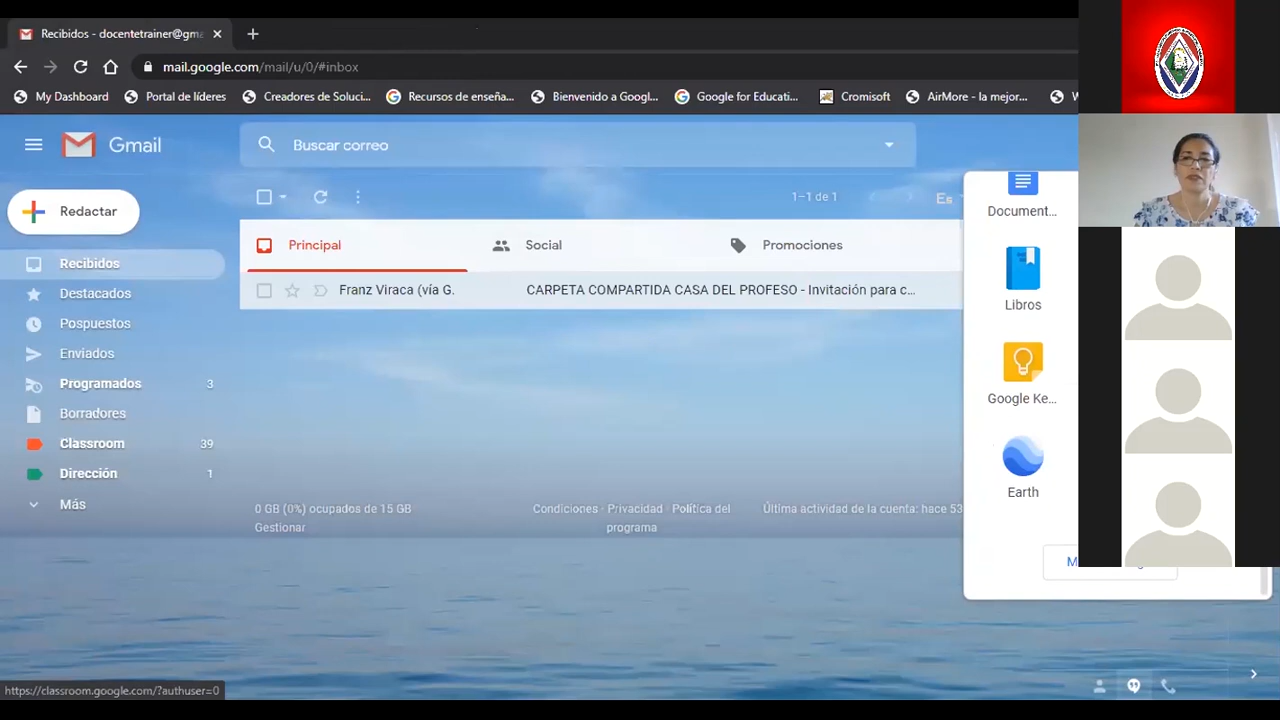 Recibidos - docentetrainer@gma
mail.google.com/mail/u/0/#inbox
My Dashboard
Portal de líderes
Creadores de Soluci...
Recursos de enseña...
Bienvenido a Googl...
Google for Educati...
Cromisoft
AirMore - la mejor...
Gmail
Buscar correo
Redactar
1–1 de 1
Es
Principal
Social
Promociones
Franz Viraca (vía G.
CARPETA COMPARTIDA CASA DEL PROFESO - Invitación para c...
Recibidos
Destacados
Pospuestos
Enviados
Programados 3
Borradores
Classroom 39
Dirección 1
Más
0 GB (0%) ocupados de 15 GB
Gestionar
Condiciones · Privacidad · Política del
programa
Última actividad de la cuenta: hace 53
Document...
Libros
Google Ke...
Earth
https://classroom.google.com/?authuser=0